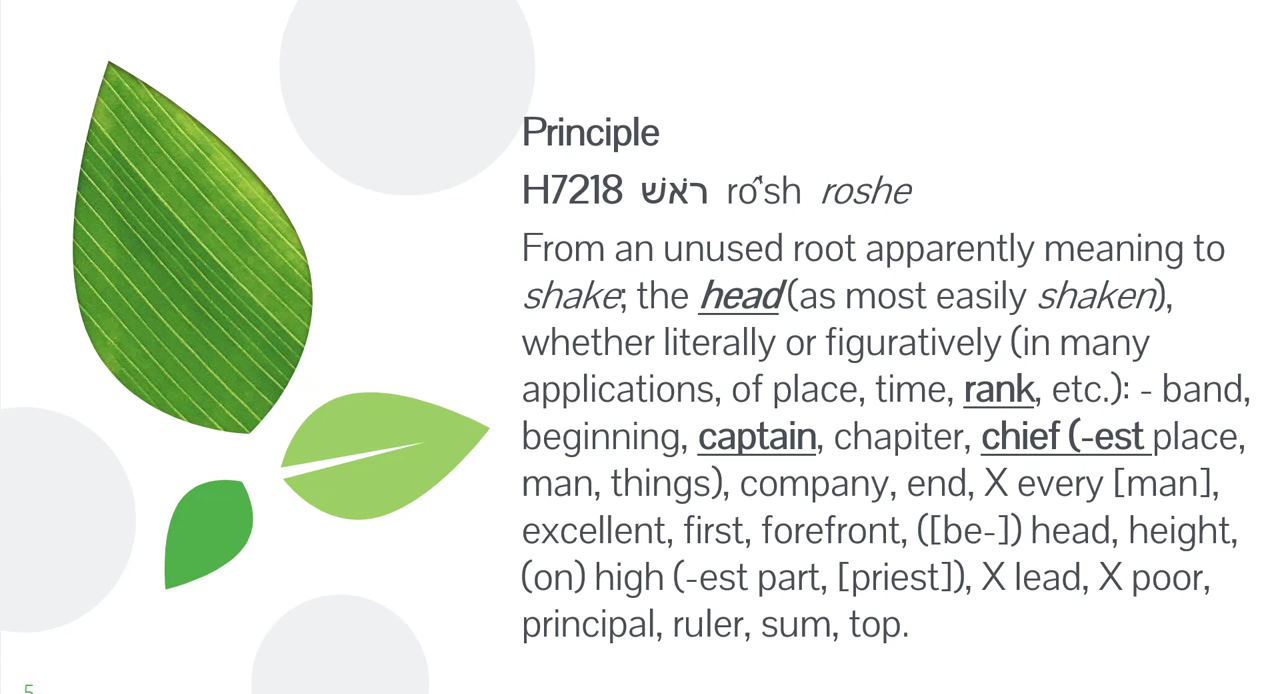 Principle
H7218 ראשׁ rô'sh roshe
From an unused root apparently meaning to
shake; the head (as most easily shaken),
whether literally or figuratively (in many
applications, of place, time, rank, etc.): - band,
beginning, captain, chapiter, chief (-est place,
man, things), company, end, X every [man],
excellent, first, forefront, ([be-]) head, height,
(on) high (-est part, [priest]), X lead, X poor,
principal, ruler, sum, top.
5